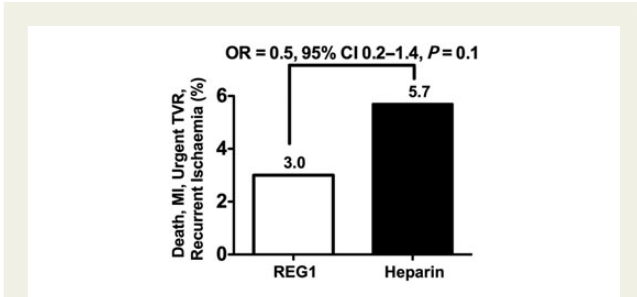 OR = 0.5, 95% CI 0.2–1.4, P = 0.1
Death, MI, Urgent TVR,
Recurrent Ischaemia (%)
6
4
2
0
3.0
5.7
REG1
Heparin